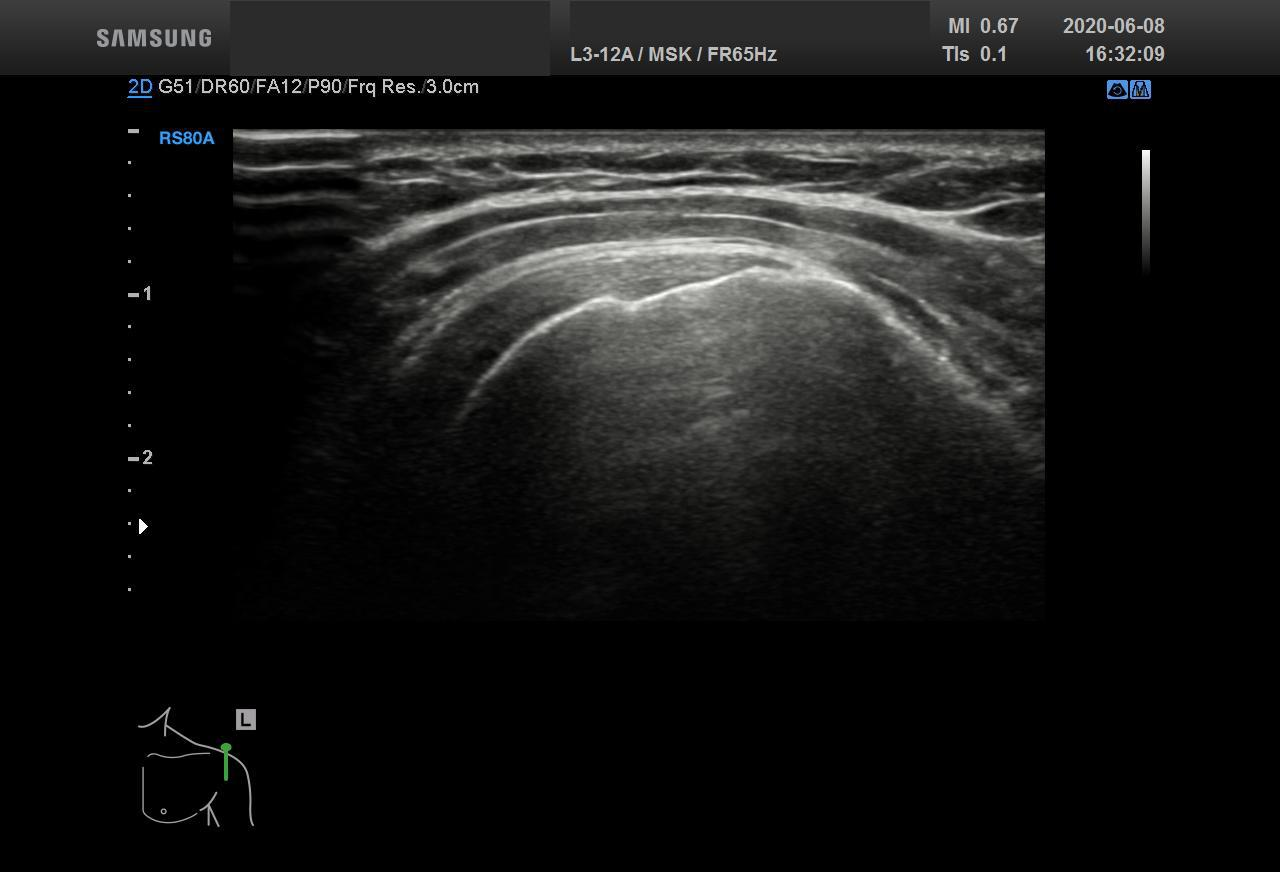 SAMSUNG
L3-12A / MSK / FR65Hz
MI 0.67
TIs 0.1
2020-06-08
16:32:09
2D G51/DR60/FA12/P90/Frq Res./3.0cm
RS80A
1
2
L